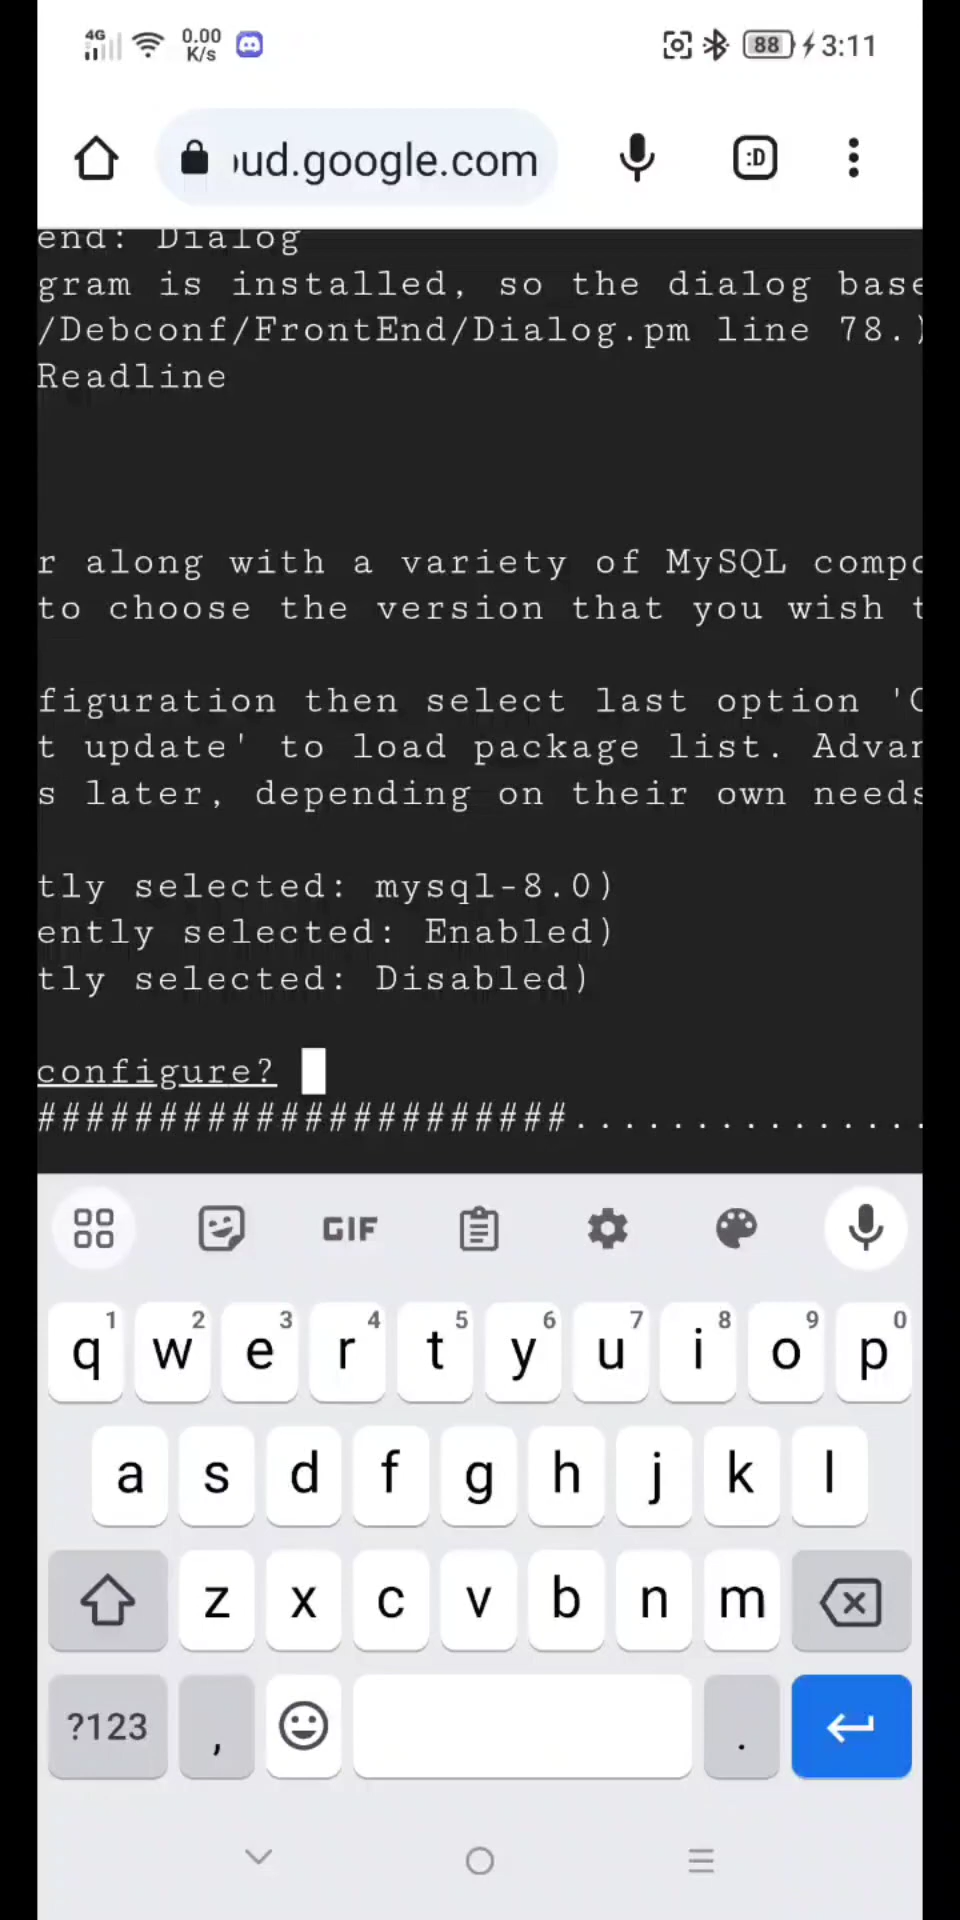 4G 0.00 K/s 88 3:11
oud.google.com :D
end: Dialog
gram is installed, so the dialog base
/Debconf/FrontEnd/Dialog.pm line 78.)
Readline
r along with a variety of MySQL compo
to choose the version that you wish t
figuration then select last option 'O
t update' to load package list. Advan
s later, depending on their own needs
tly selected: mysql-8.0)
ently selected: Enabled)
tly selected: Disabled)
configure?
######################...............
GIF
1 2 3 4 5 6 7 8 9 0
q w e r t y u i o p
a s d f g h j k l
z x c v b n m
?123 , .